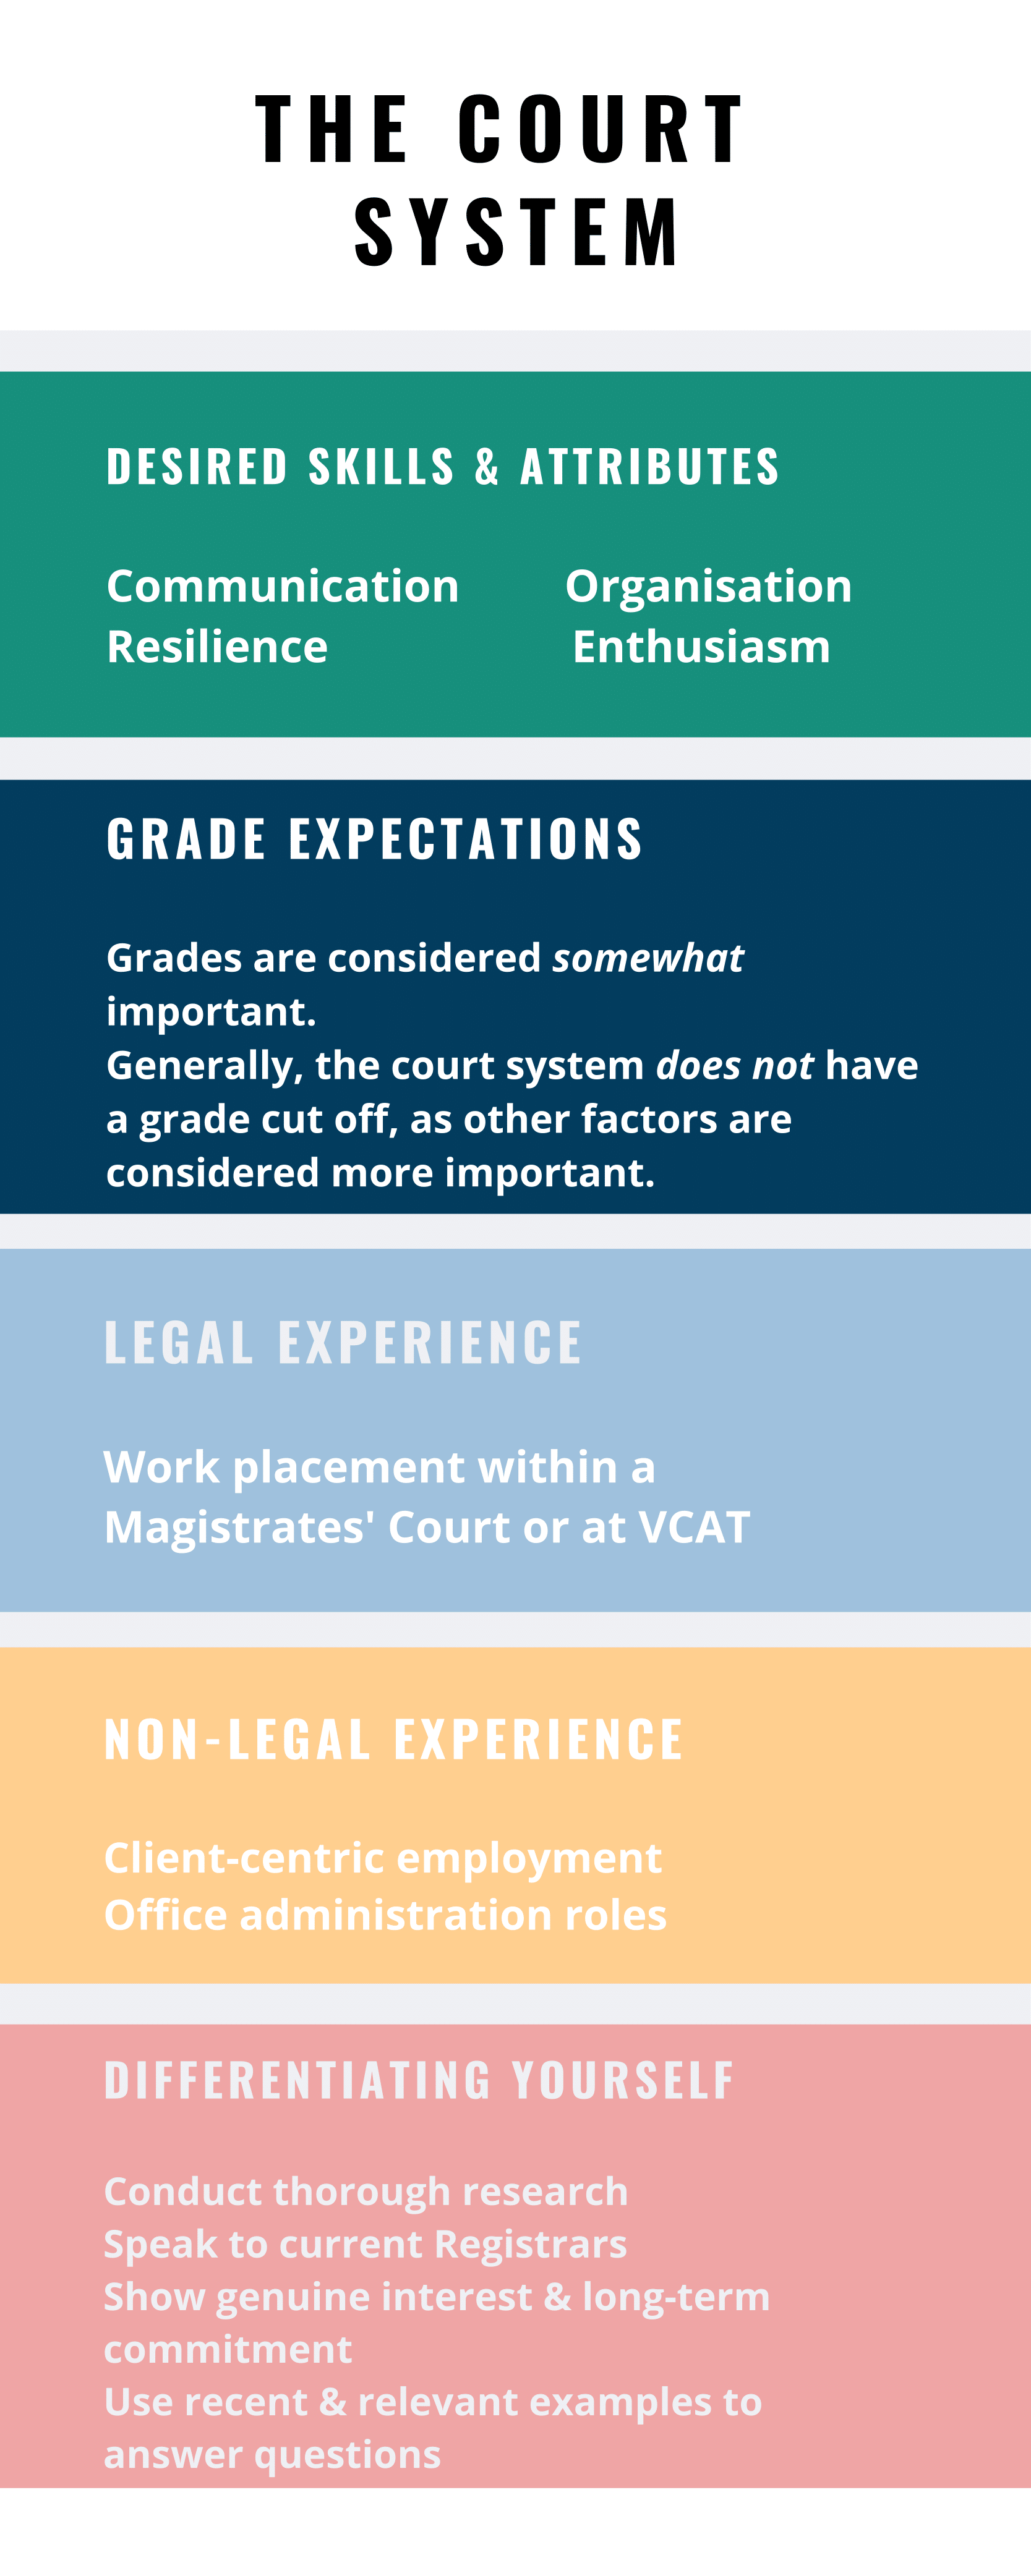 THE COURT
SYSTEM
DESIRED SKILLS & ATTRIBUTES
Communication Organisation
Resilience Enthusiasm
GRADE EXPECTATIONS
Grades are considered somewhat
important.
Generally, the court system does not have
a grade cut off, as other factors are
considered more important.
LEGAL EXPERIENCE
Work placement within a
Magistrates' Court or at VCAT
NON-LEGAL EXPERIENCE
Client-centric employment
Office administration roles
DIFFERENTIATING YOURSELF
Conduct thorough research
Speak to current Registrars
Show genuine interest & long-term
commitment
Use recent & relevant examples to
answer questions